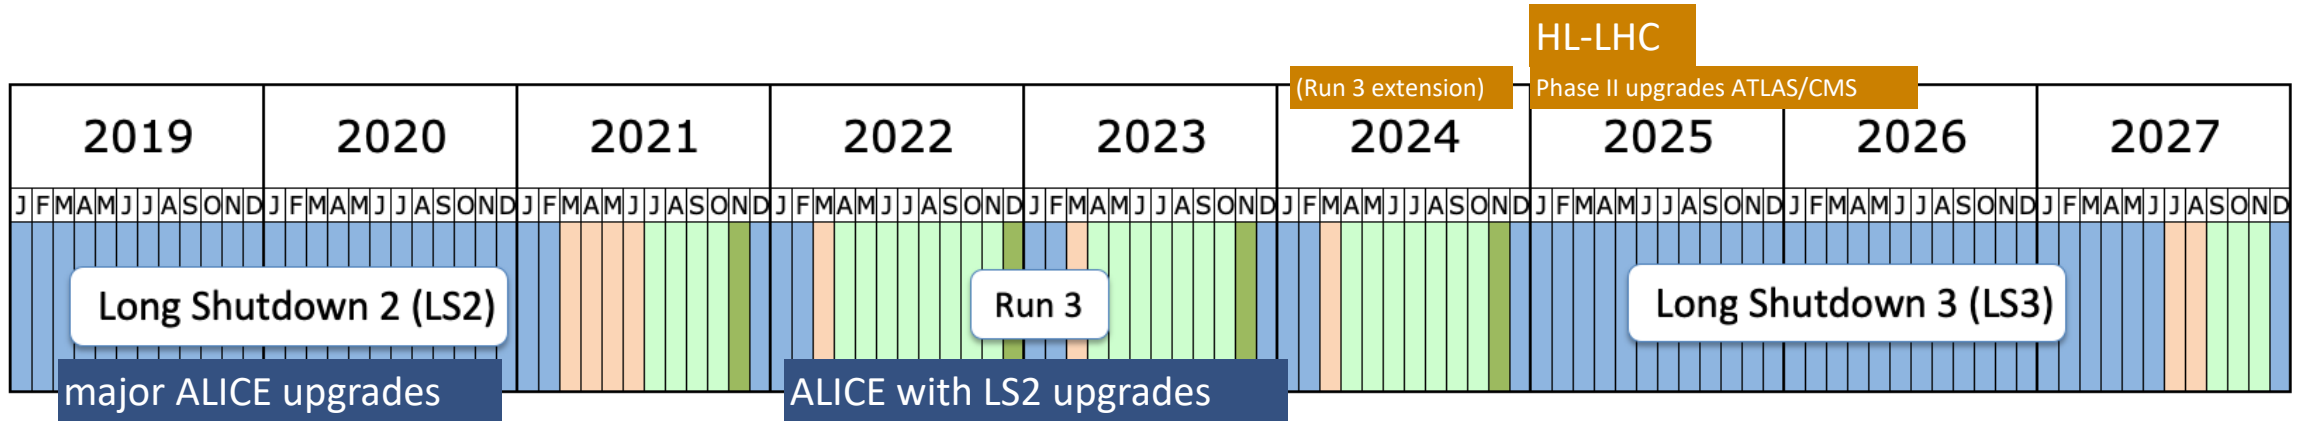 HL-LHC
(Run 3 extension) Phase II upgrades ATLAS/CMS
2019 2020 2021 2022 2023 2024 2025 2026 2027
J F M A M J J A S O N D J F M A M J J A S O N D J F M A M J J A S O N D J F M A M J J A S O N D J F M A M J J A S O N D J F M A M J J A S O N D J F M A M J J A S O N D J F M A M J J A S O N D J F M A M J J A S O N D
Long Shutdown 2 (LS2) Run 3 Long Shutdown 3 (LS3)
major ALICE upgrades ALICE with LS2 upgrades